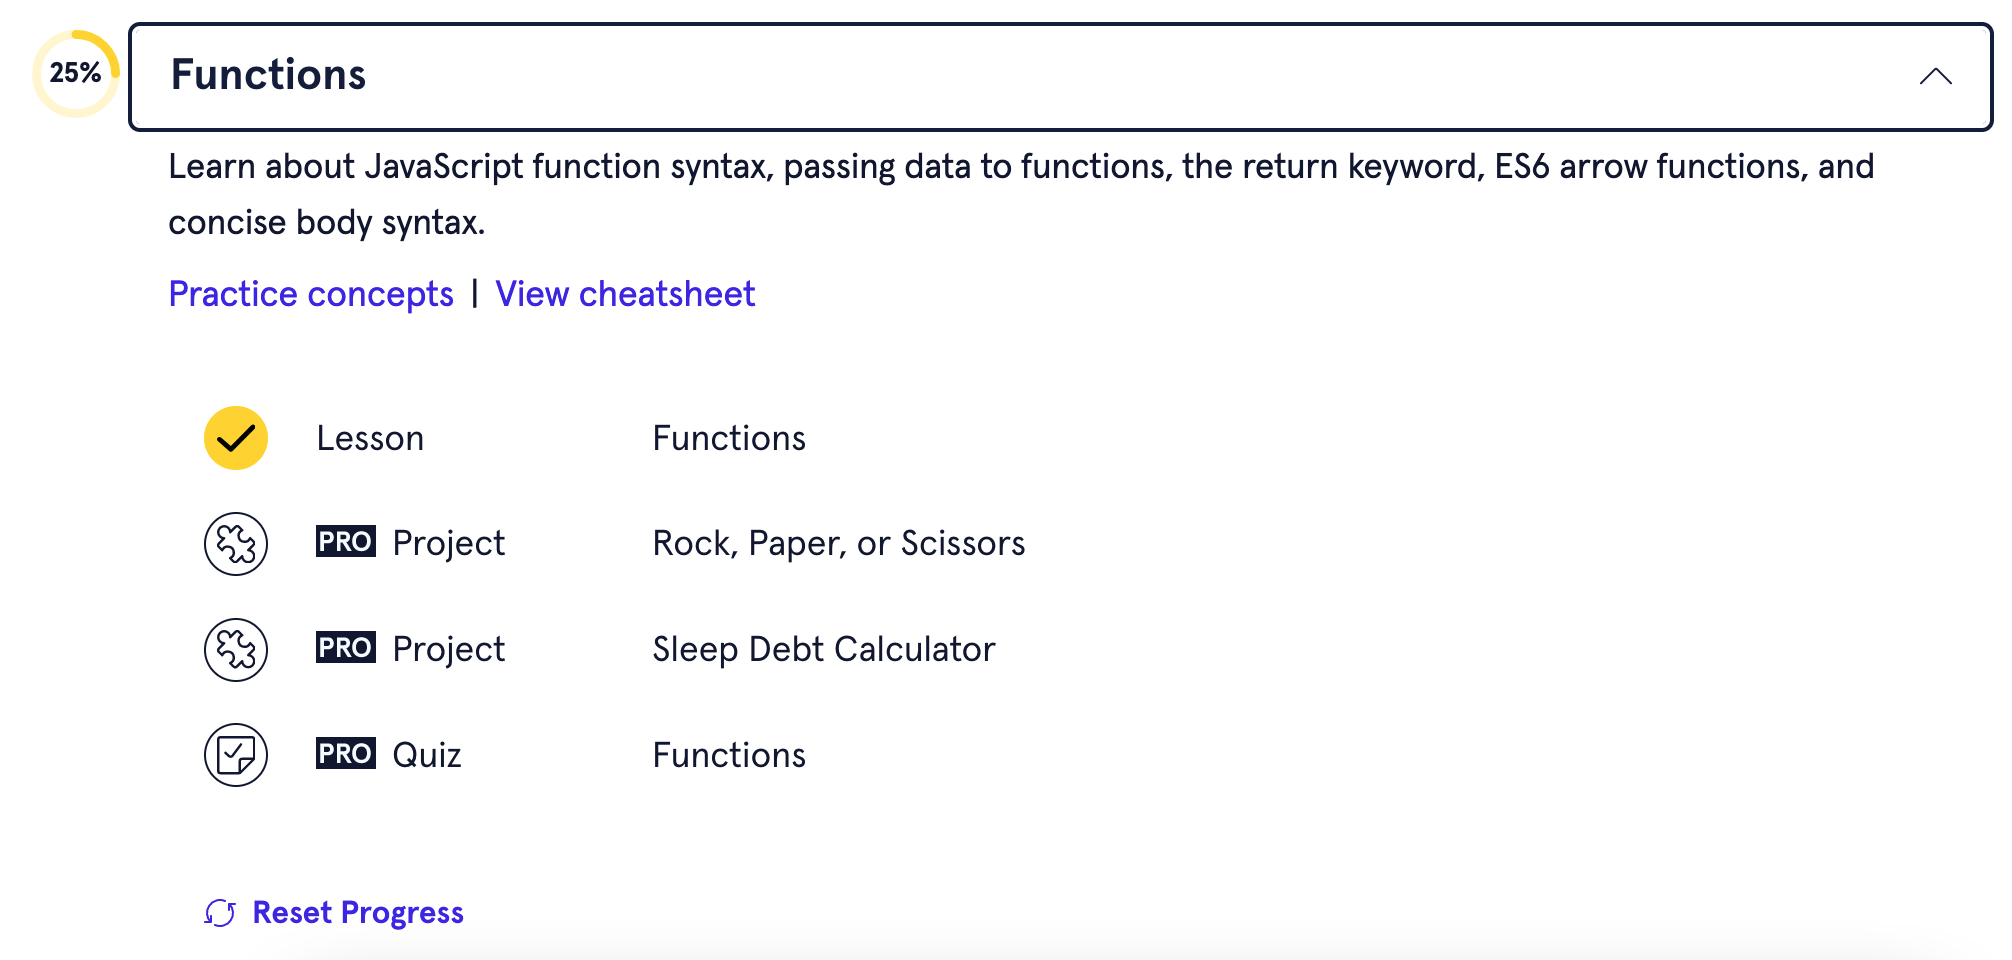 25%
Functions
Learn about JavaScript function syntax, passing data to functions, the return keyword, ES6 arrow functions, and
concise body syntax.
Practice concepts | View cheatsheet
Lesson Functions
PRO Project Rock, Paper, or Scissors
PRO Project Sleep Debt Calculator
PRO Quiz Functions
Reset Progress